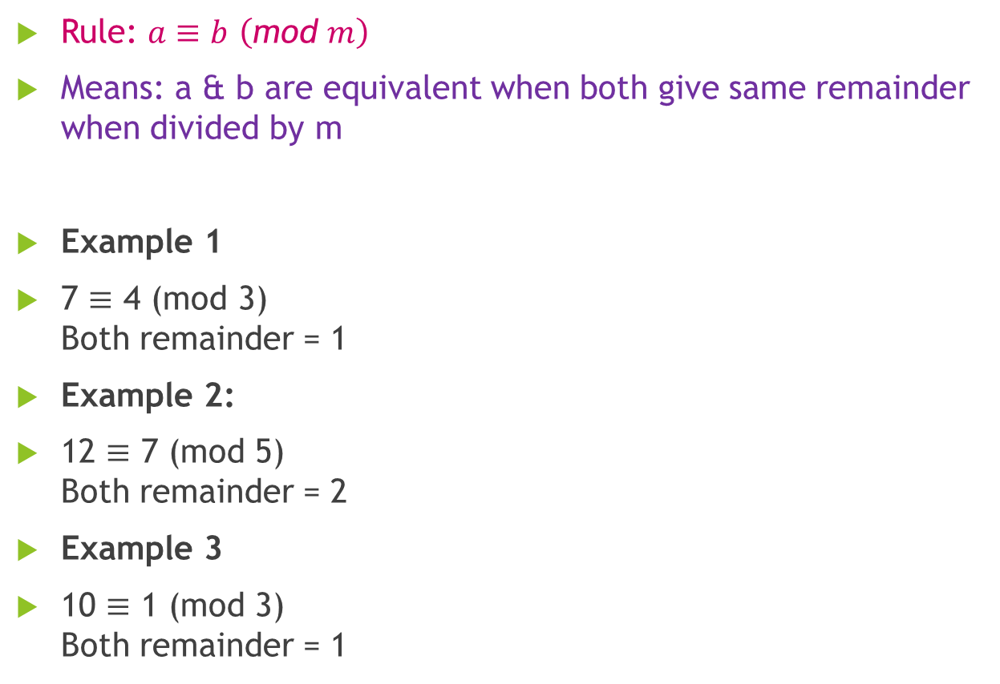 Rule: 𝑎 ≡ 𝑏 (mod 𝑚)
Means: a & b are equivalent when both give same remainder
when divided by m
Example 1
7 ≡ 4 (mod 3)
Both remainder = 1
Example 2:
12 ≡ 7 (mod 5)
Both remainder = 2
Example 3
10 ≡ 1 (mod 3)
Both remainder = 1